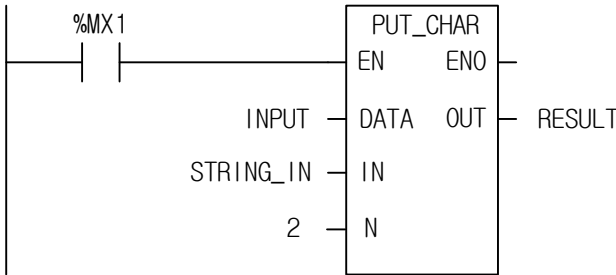 %MX1
PUT_CHAR
EN ENO
INPUT DATA OUT RESULT
STRING_IN IN
2 N